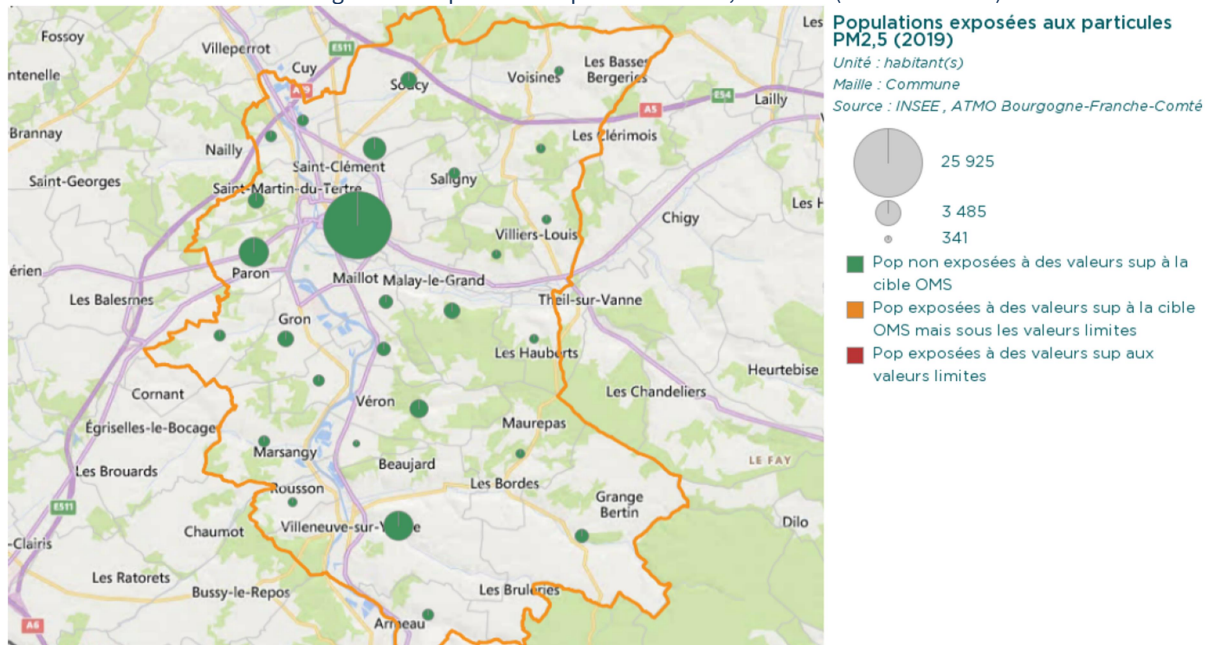 Populations exposées aux particules
PM2,5 (2019)
Unité : habitant(s)
Maille : Commune
Source : INSEE , ATMO Bourgogne-Franche-Comté
25 925
3 485
341
Pop non exposées à des valeurs sup à la
cible OMS
Pop exposées à des valeurs sup à la cible
OMS mais sous les valeurs limites
Pop exposées à des valeurs sup aux
valeurs limites
Fossoy
Villeperrot
E511
Les
Cuy
Les Basses
Bergeries
ntenelle
Soucy
Voisines
A5
E54
Lailly
Brannay
Nailly
Les Clérimois
Saint-Clément
Saint-Georges
Saligny
Saint-Martin-du-Tertre
Les H
Chigy
Villiers-Louis
érien
Paron
Maillot
Malay-le-Grand
Les Balesmes
Theil-sur-Vanne
Gron
Les Hauberts
Heurtebise
Cornant
Les Chandeliers
Véron
Égriselles-le-Bocage
Maurepas
Marsangy
Beaujard
LE FAY
Les Brouards
Les Bordes
Rousson
Grange
Bertin
E511
Chaumot
Villeneuve-sur-Y
Dilo
-Clairis
Les Ratorets
Bussy-le-Repos
Les Bruleries
A6
Armeau